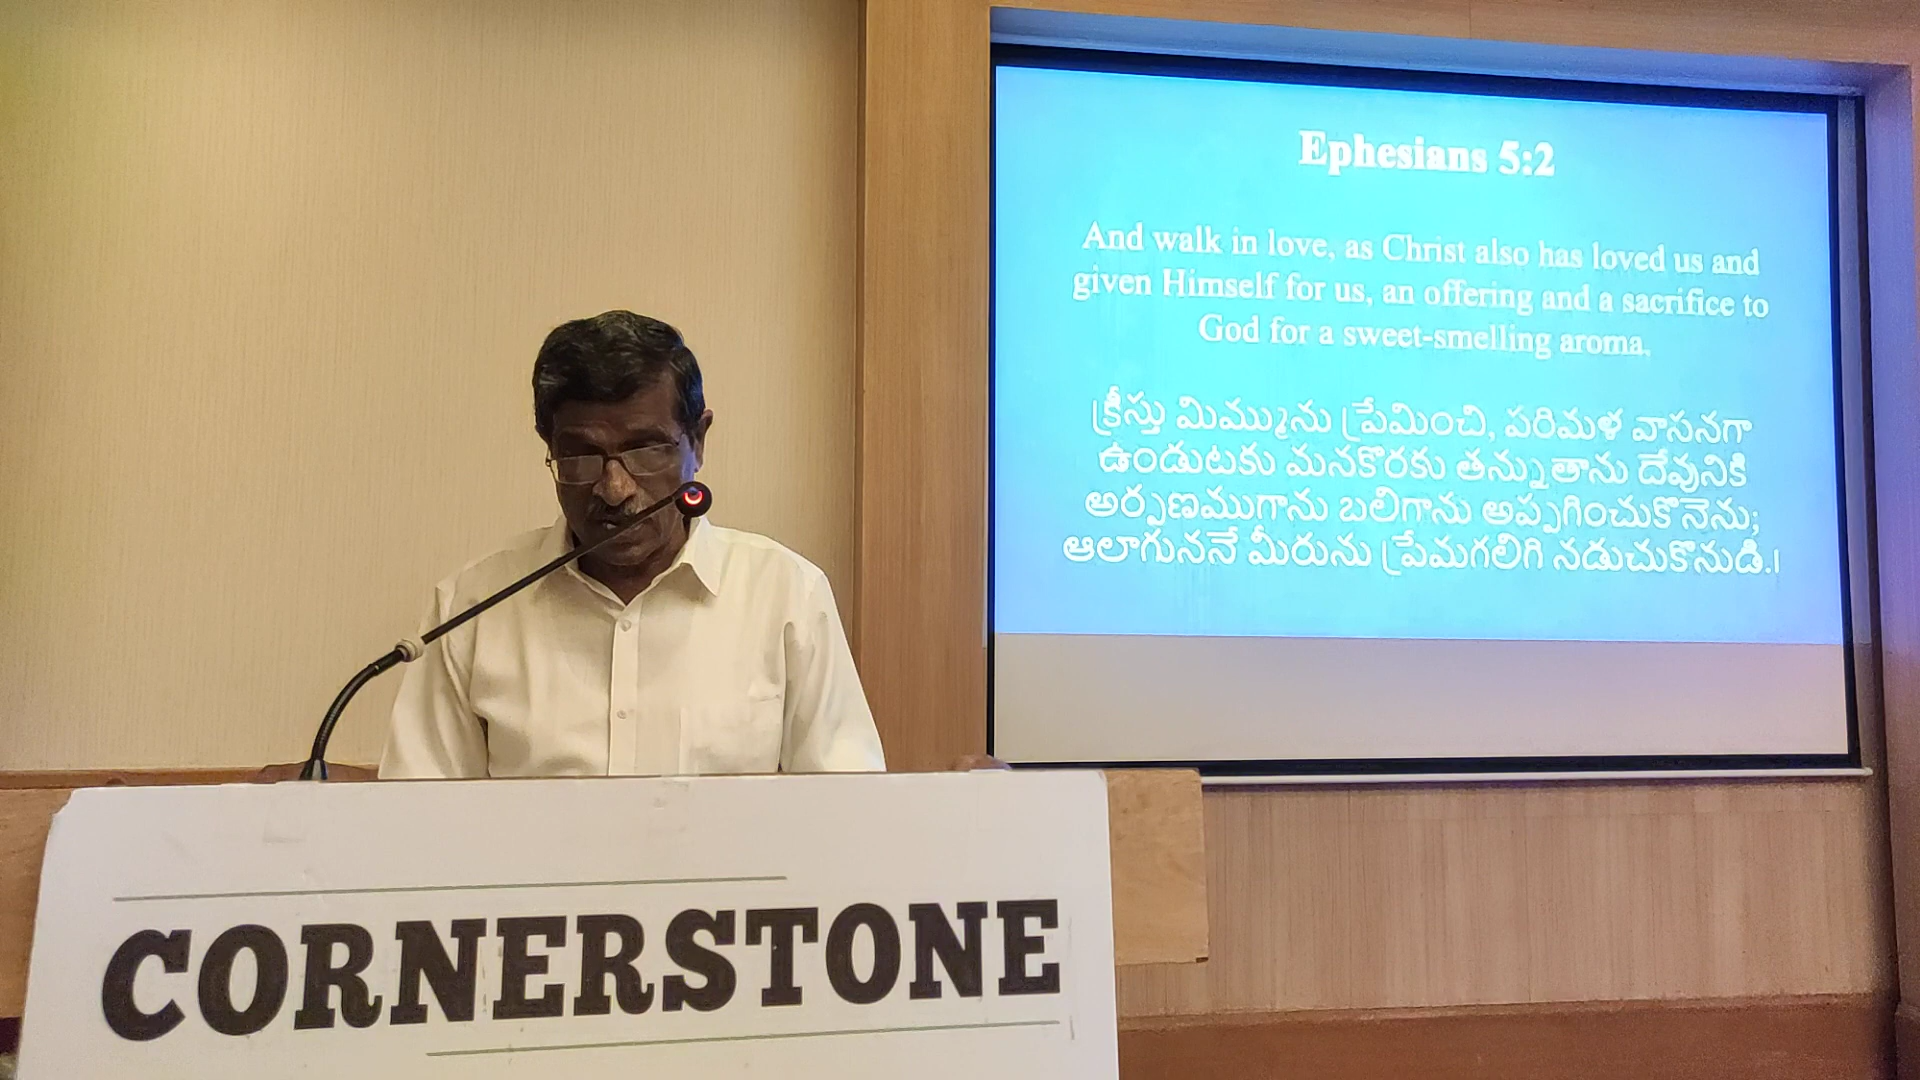 Ephesians 5:2
And walk in love, as Christ also has loved us and
given Himself for us, an offering and a sacrifice to
God for a sweet-smelling aroma.
క్రీస్తు మిమ్మును ప్రేమించి, పరిమళ వాసనగా
ఉండుటకు మనకొరకు తన్నుతాను దేవునికి
అర్పణముగాను బలిగాను అప్పగించుకొనెను;
ఆలాగుననే మీరును ప్రేమగలిగి నడుచుకొనుడి.।
CORNERSTONE